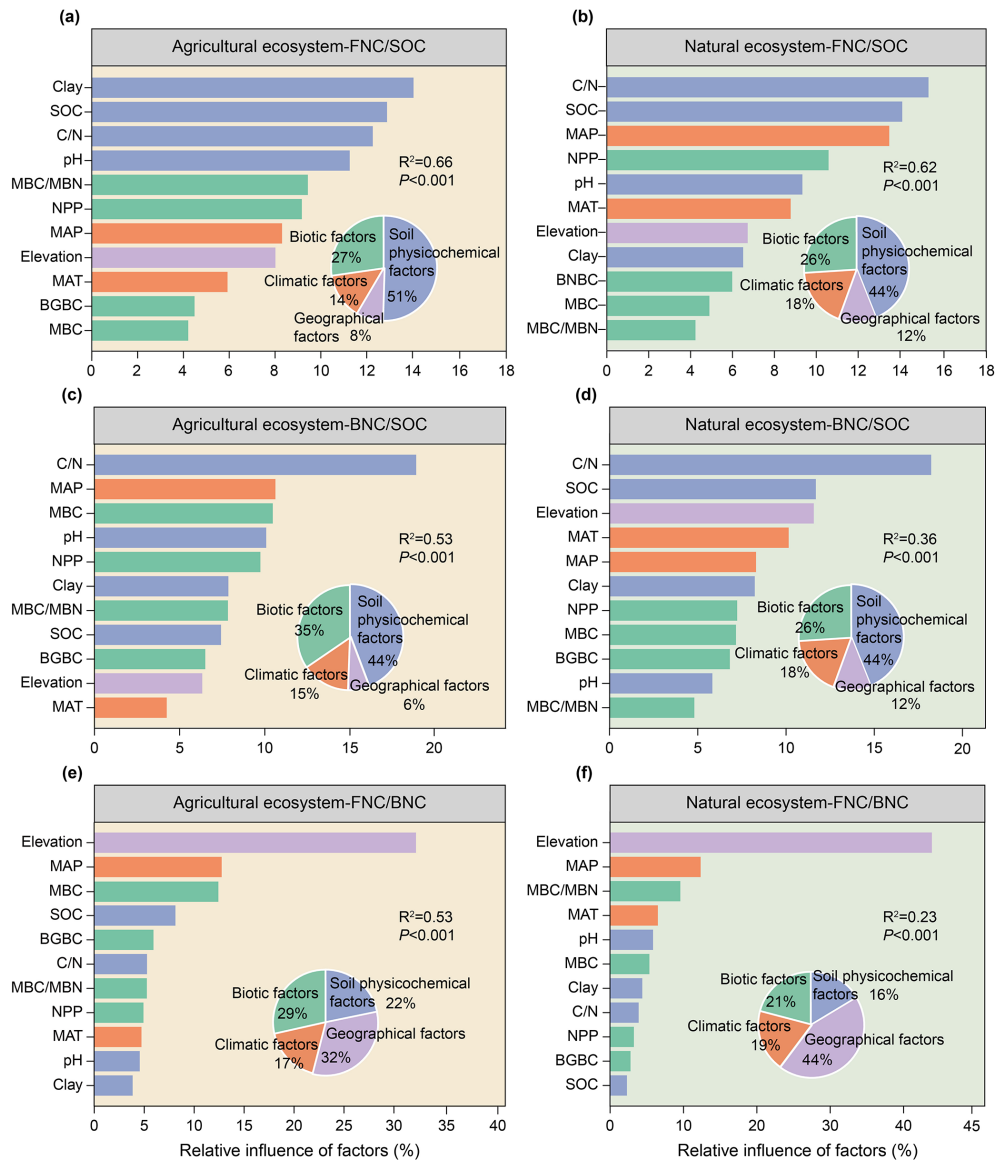 (a)
Agricultural ecosystem-FNC/SOC
Clay
SOC
C/N
pH
MBC/MBN
NPP
MAP
Elevation
MAT
BGBC
MBC
R²=0.66
P<0.001
Biotic factors
27%
Soil
physicochemical
factors
51%
Climatic factors
14%
Geographical
factors 8%
0 2 4 6 8 10 12 14 16 18
(b)
Natural ecosystem-FNC/SOC
C/N
SOC
MAP
NPP
pH
MAT
Elevation
Clay
BNBC
MBC
MBC/MBN
R²=0.62
P<0.001
Biotic factors
26%
Soil
physicochemical
factors
44%
Climatic factors
18%
Geographical factors
12%
0 2 4 6 8 10 12 14 16 18
(c)
Agricultural ecosystem-BNC/SOC
C/N
MAP
MBC
pH
NPP
Clay
MBC/MBN
SOC
BGBC
Elevation
MAT
R²=0.53
P<0.001
Biotic factors
35%
Soil
physicochemical
factors
44%
Climatic factors
15%
Geographical factors
6%
0 5 10 15 20
(d)
Natural ecosystem-BNC/SOC
C/N
SOC
Elevation
MAT
MAP
Clay
NPP
MBC
BGBC
pH
MBC/MBN
R²=0.36
P<0.001
Biotic factors
26%
Soil
physicochemical
factors
44%
Climatic factors
18%
Geographical factors
12%
0 5 10 15 20
(e)
Agricultural ecosystem-FNC/BNC
Elevation
MAP
MBC
SOC
BGBC
C/N
MBC/MBN
NPP
MAT
pH
Clay
R²=0.53
P<0.001
Biotic factors
29%
Soil physicochemical
factors 22%
Climatic factors
17%
Geographical factors
32%
0 5 10 15 20 25 30 35 40
Relative influence of factors (%)
(f)
Natural ecosystem-FNC/BNC
Elevation
MAP
MBC/MBN
MAT
pH
MBC
Clay
C/N
NPP
BGBC
SOC
R²=0.23
P<0.001
Biotic factors
21%
Soil physicochemical
factors 16%
Climatic factors
19%
Geographical factors
44%
0 10 20 30 40 45
Relative influence of factors (%)